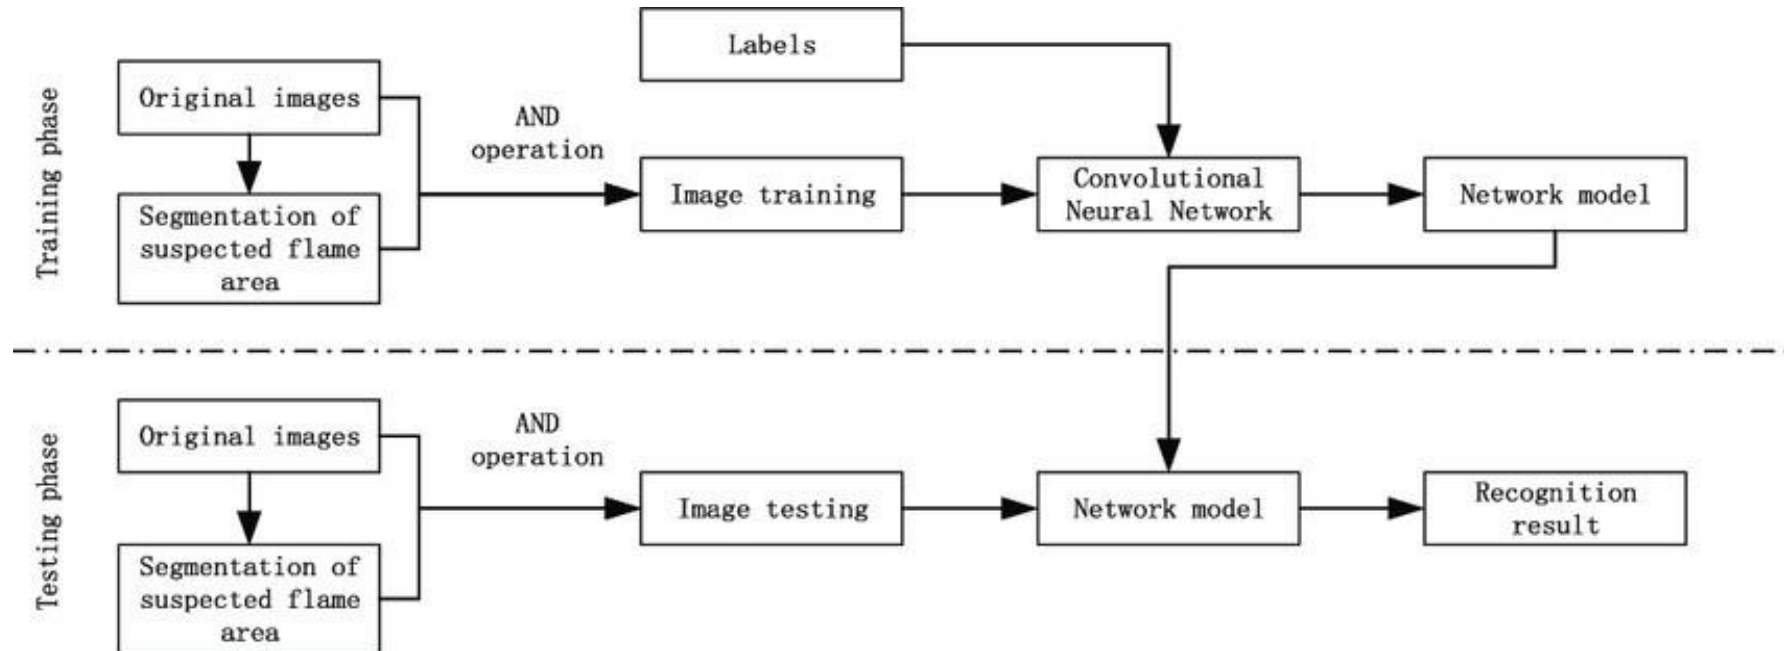 Training phase
Original images
Segmentation of
suspected flame
area
AND
operation
Labels
Image training
Convolutional
Neural Network
Network model
Testing phase
Original images
Segmentation of
suspected flame
area
AND
operation
Image testing
Network model
Recognition
result